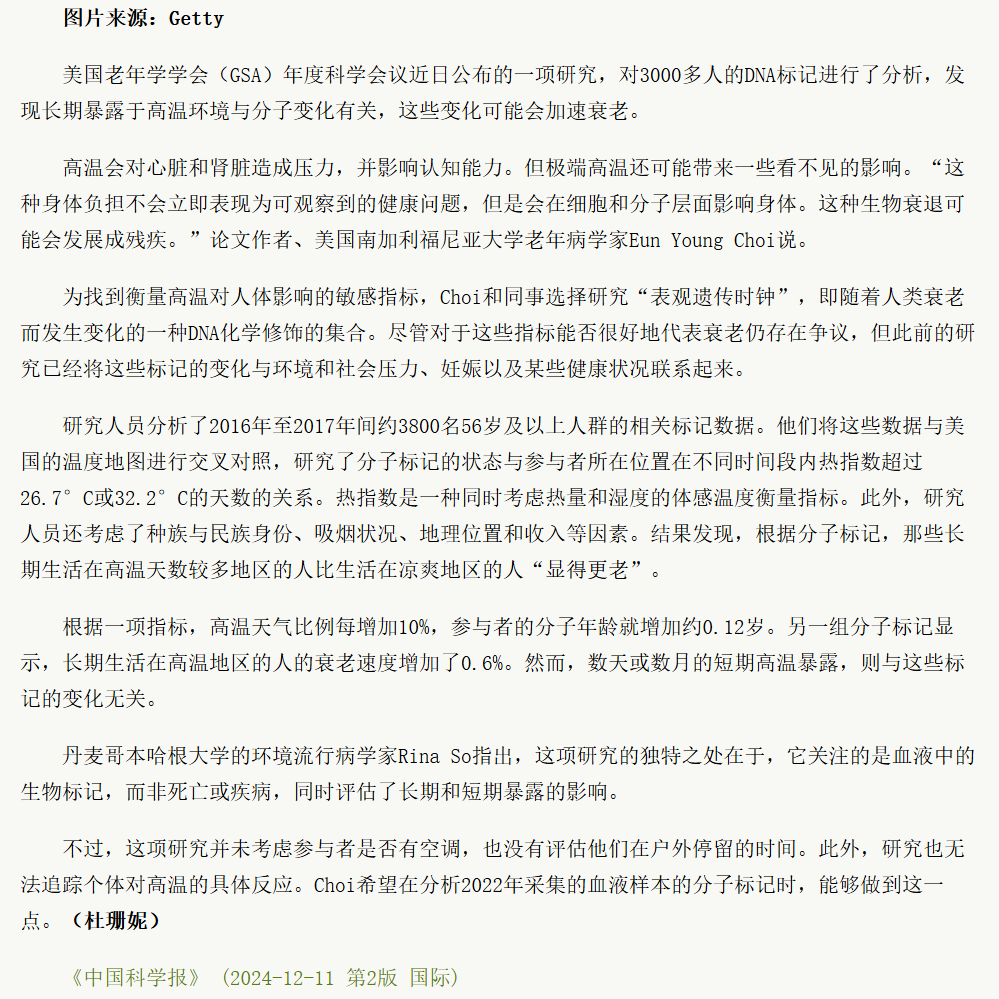 图片来源：Getty
美国老年学学会（GSA）年度科学会议近日公布的一项研究，对3000多人的DNA标记进行了分析，发
现长期暴露于高温环境与分子变化有关，这些变化可能会加速衰老。
高温会对心脏和肾脏造成压力，并影响认知能力。但极端高温还可能带来一些看不见的影响。“这
种身体负担不会立即表现为可观察到的健康问题，但是会在细胞和分子层面影响身体。这种生物衰退可
能会发展成残疾。”论文作者、美国南加利福尼亚大学老年病学家Eun Young Choi说。
为找到衡量高温对人体影响的敏感指标，Choi和同事选择研究“表观遗传时钟”，即随着人类衰老
而发生变化的一种DNA化学修饰的集合。尽管对于这些指标能否很好地代表衰老仍存在争议，但此前的研
究已经将这些标记的变化与环境和社会压力、妊娠以及某些健康状况联系起来。
研究人员分析了2016年至2017年间约3800名56岁及以上人群的相关标记数据。他们将这些数据与美
国的温度地图进行交叉对照，研究了分子标记的状态与参与者所在位置在不同时间段内热指数超过
26.7°C或32.2°C的天数的关系。热指数是一种同时考虑热量和湿度的体感温度衡量指标。此外，研究
人员还考虑了种族与民族身份、吸烟状况、地理位置和收入等因素。结果发现，根据分子标记，那些长
期生活在高温天数较多地区的人比生活在凉爽地区的人“显得更老”。
根据一项指标，高温天气比例每增加10%，参与者的分子年龄就增加约0.12岁。另一组分子标记显
示，长期生活在高温地区的人的衰老速度增加了0.6%。然而，数天或数月的短期高温暴露，则与这些标
记的变化无关。
丹麦哥本哈根大学的环境流行病学家Rina So指出，这项研究的独特之处在于，它关注的是血液中的
生物标记，而非死亡或疾病，同时评估了长期和短期暴露的影响。
不过，这项研究并未考虑参与者是否有空调，也没有评估他们在户外停留的时间。此外，研究也无
法追踪个体对高温的具体反应。Choi希望在分析2022年采集的血液样本的分子标记时，能够做到这一
点。（杜珊妮）
《中国科学报》 (2024-12-11 第2版 国际)